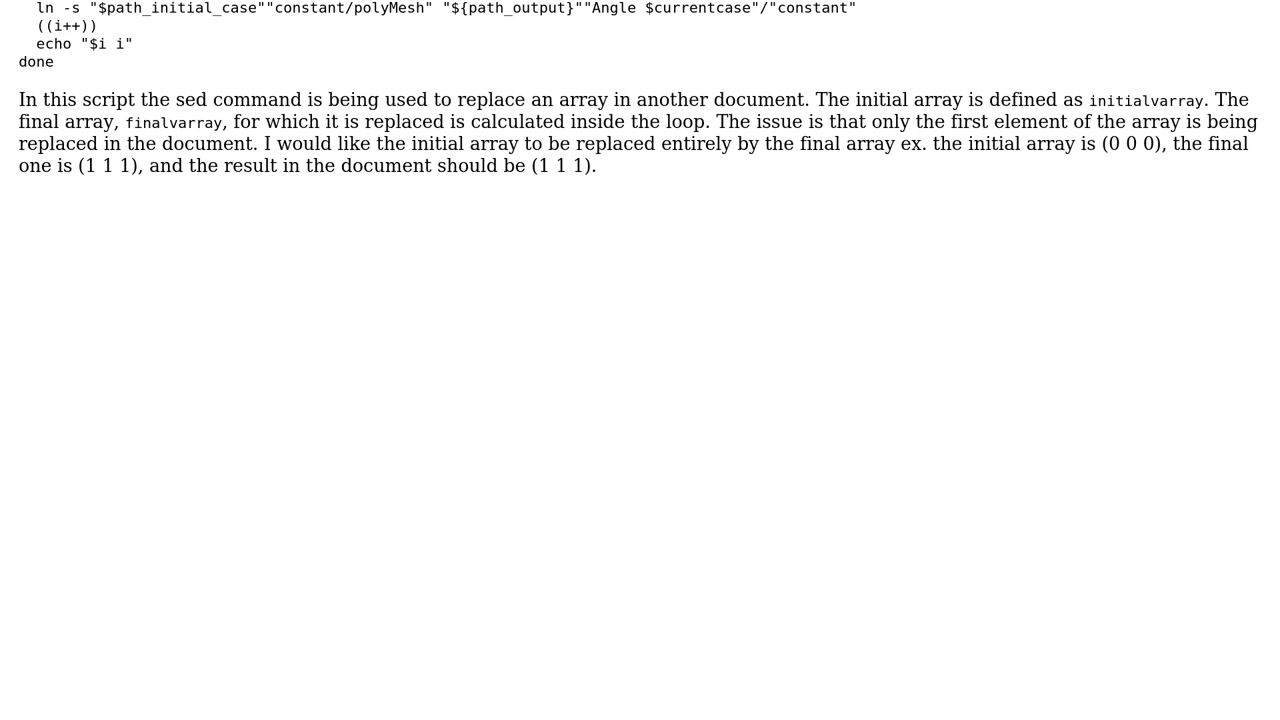 ln -s "$path_initial_case""constant/polyMesh" "${path_output}""Angle $currentcase"/"constant"
((i++))
echo "$i i"
done
In this script the sed command is being used to replace an array in another document. The initial array is defined as initialvarray. The
final array, finalvarray, for which it is replaced is calculated inside the loop. The issue is that only the first element of the array is being
replaced in the document. I would like the initial array to be replaced entirely by the final array ex. the initial array is (0 0 0), the final
one is (1 1 1), and the result in the document should be (1 1 1).